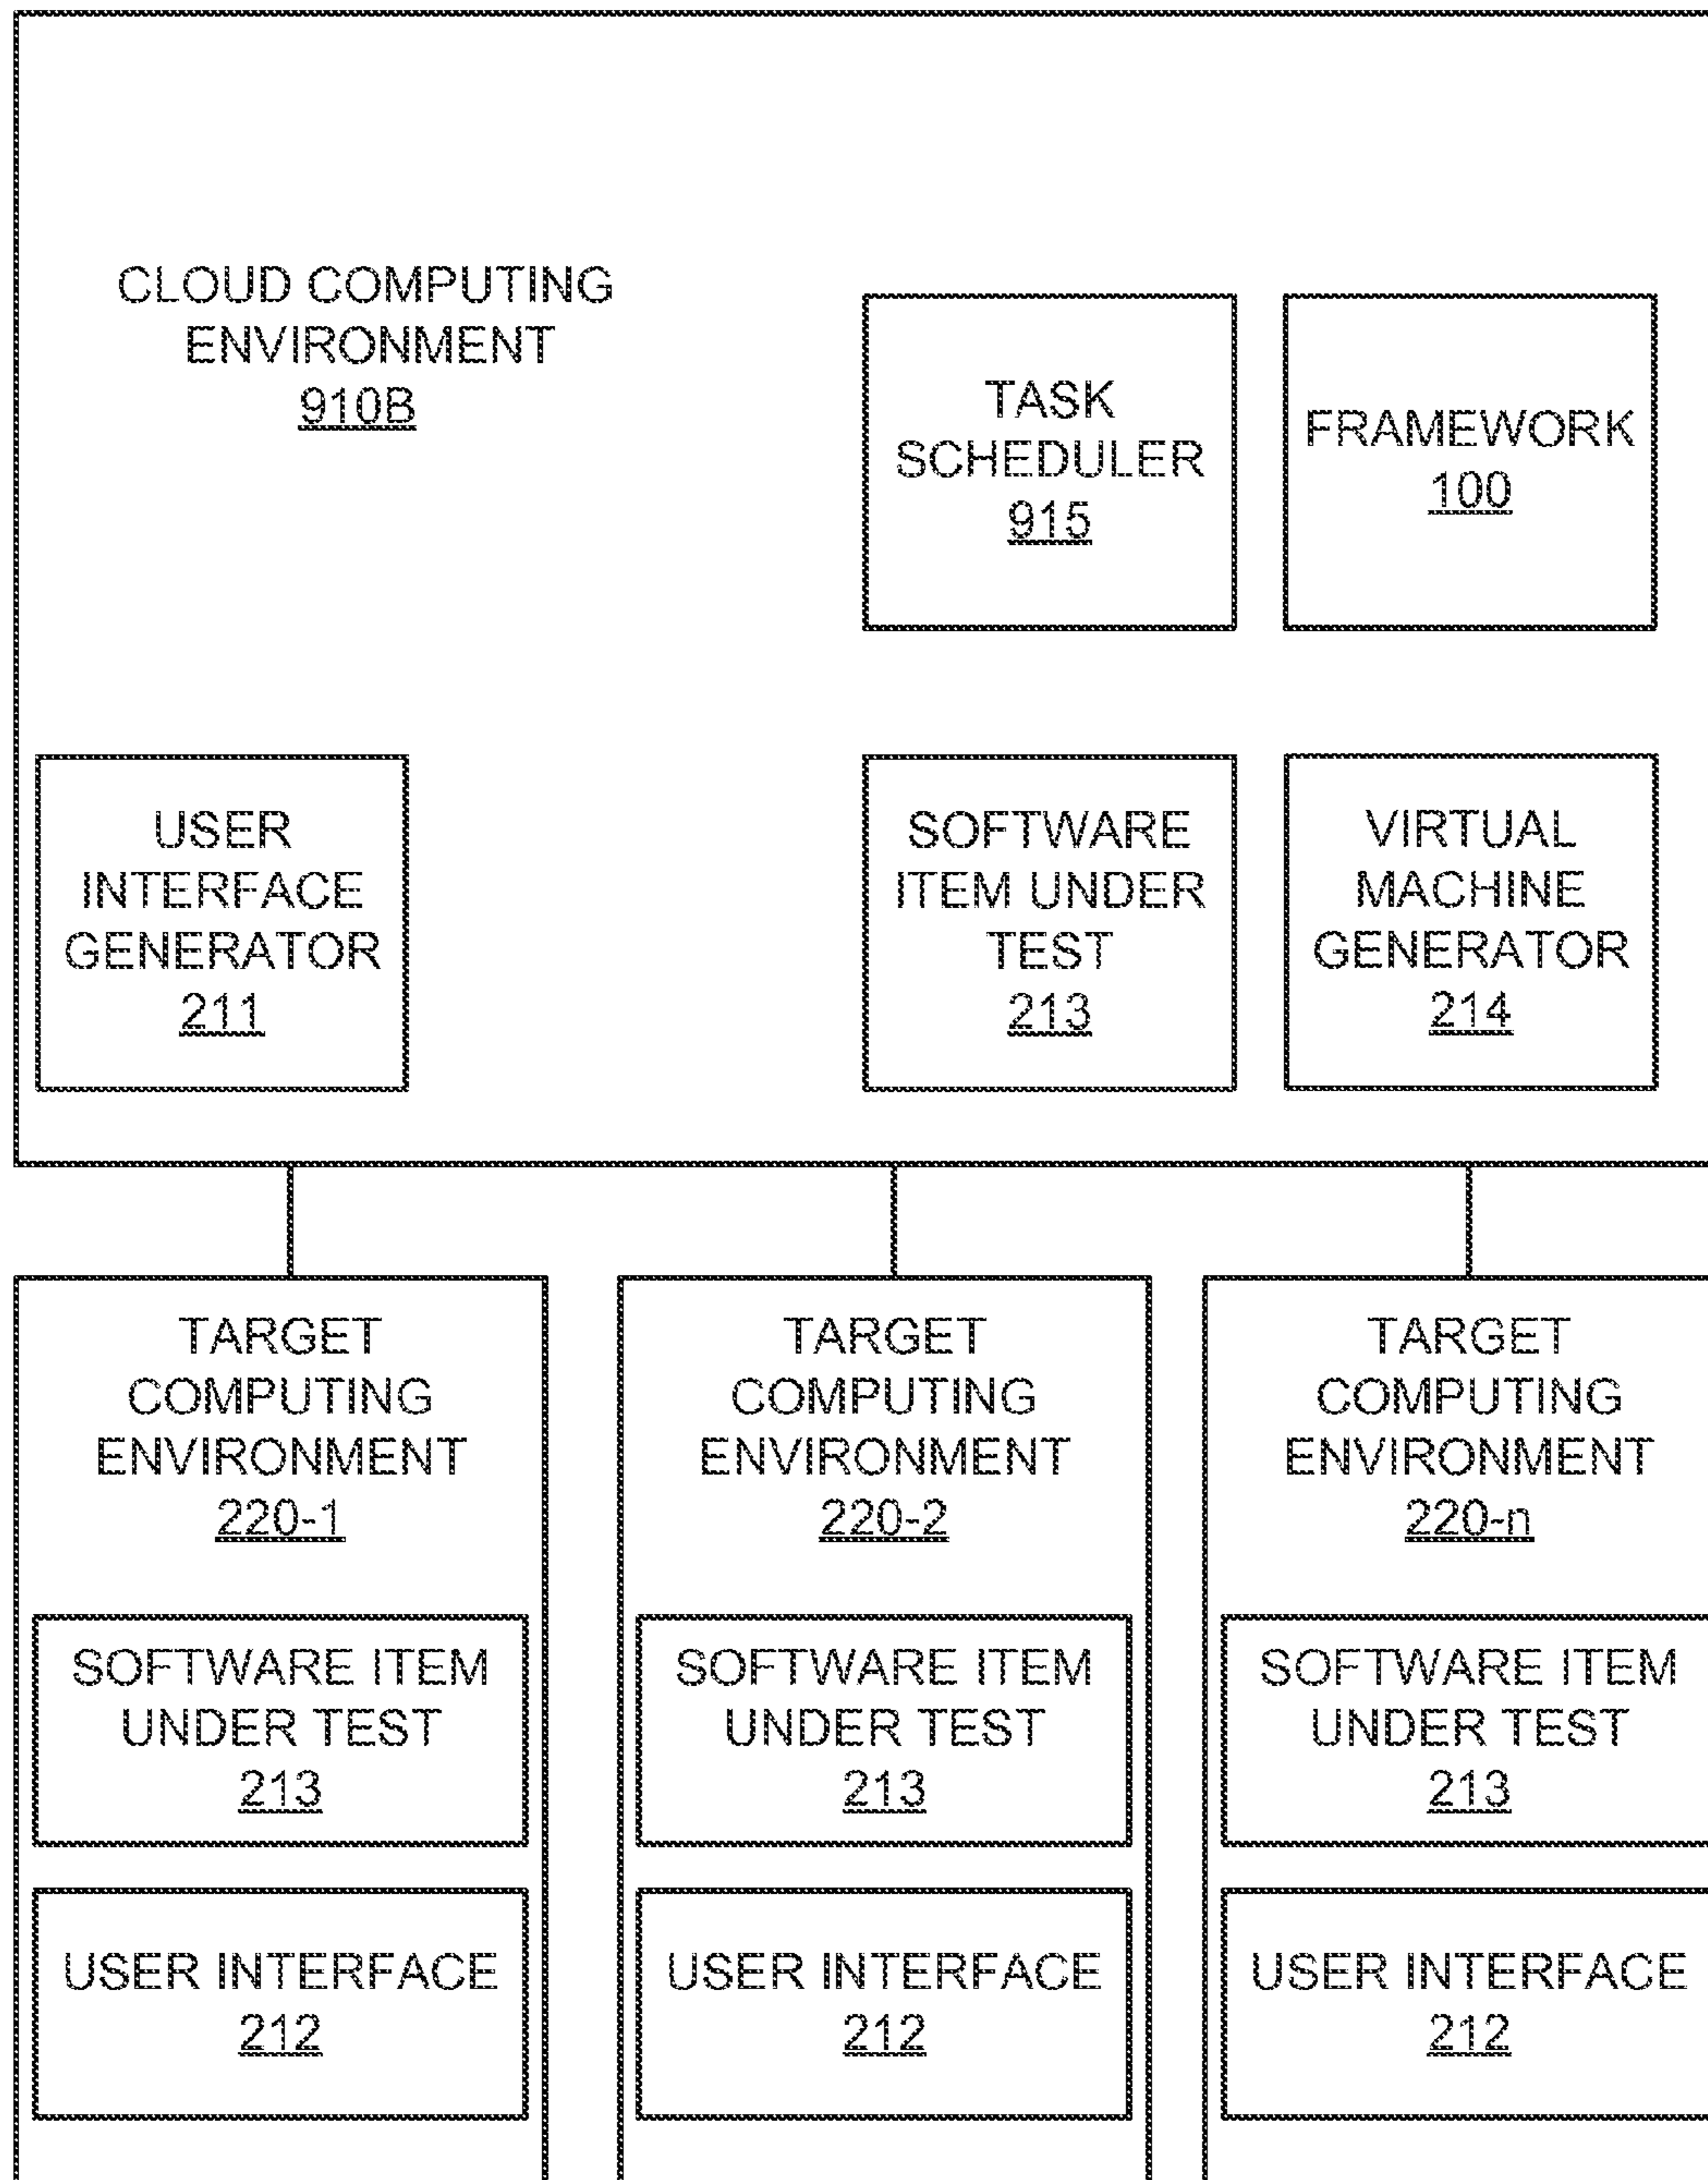 CLOUD COMPUTING
ENVIRONMENT
910B
TASK
SCHEDULER
915
FRAMEWORK
100
USER
INTERFACE
GENERATOR
211
SOFTWARE
ITEM UNDER
TEST
213
VIRTUAL
MACHINE
GENERATOR
214
TARGET
COMPUTING
ENVIRONMENT
220-1
SOFTWARE ITEM
UNDER TEST
213
USER INTERFACE
212
TARGET
COMPUTING
ENVIRONMENT
220-2
SOFTWARE ITEM
UNDER TEST
213
USER INTERFACE
212
TARGET
COMPUTING
ENVIRONMENT
220-n
SOFTWARE ITEM
UNDER TEST
213
USER INTERFACE
212